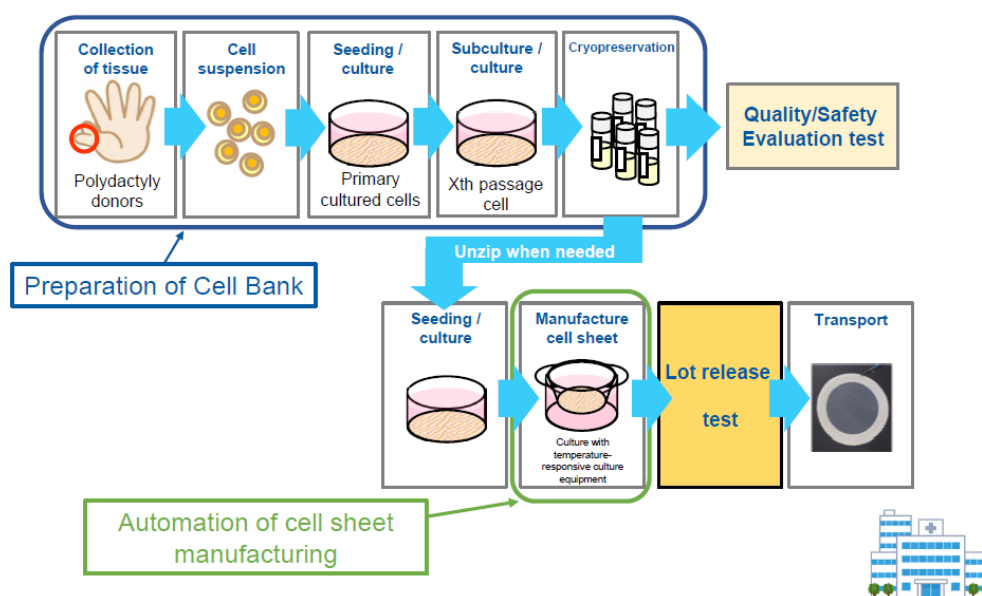 Collection
of tissue
Polydactyly
donors
Cell
suspension
Seeding /
culture
Primary
cultured cells
Subculture /
culture
Xth passage
cell
Cryopreservation
Quality/Safety
Evaluation test
Unzip when needed
Preparation of Cell Bank
Seeding /
culture
Manufacture
cell sheet
Culture with
temperature-
responsive culture
equipment
Lot release
test
Transport
Automation of cell sheet
manufacturing